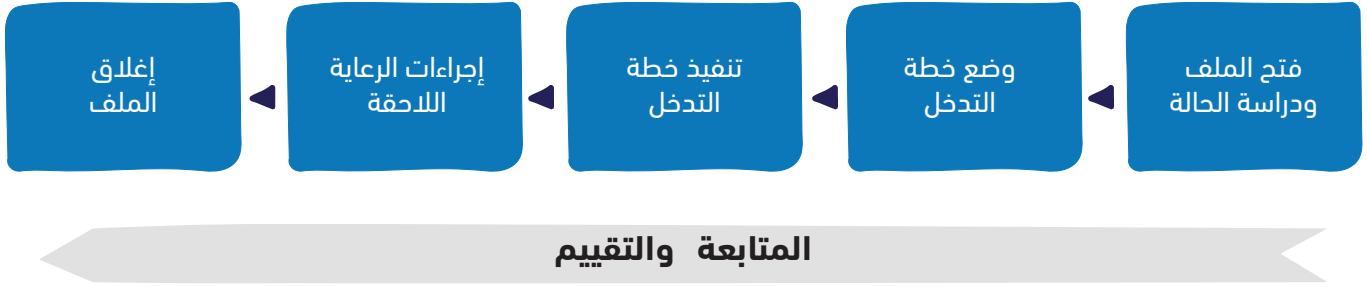 فتح الملف
ودراسة الحالة
وضع خطة
التدخل
تنفيذ خطة
التدخل
إجراءات الرعاية
اللاحقة
إغلاق
الملف
المتابعة والتقييم